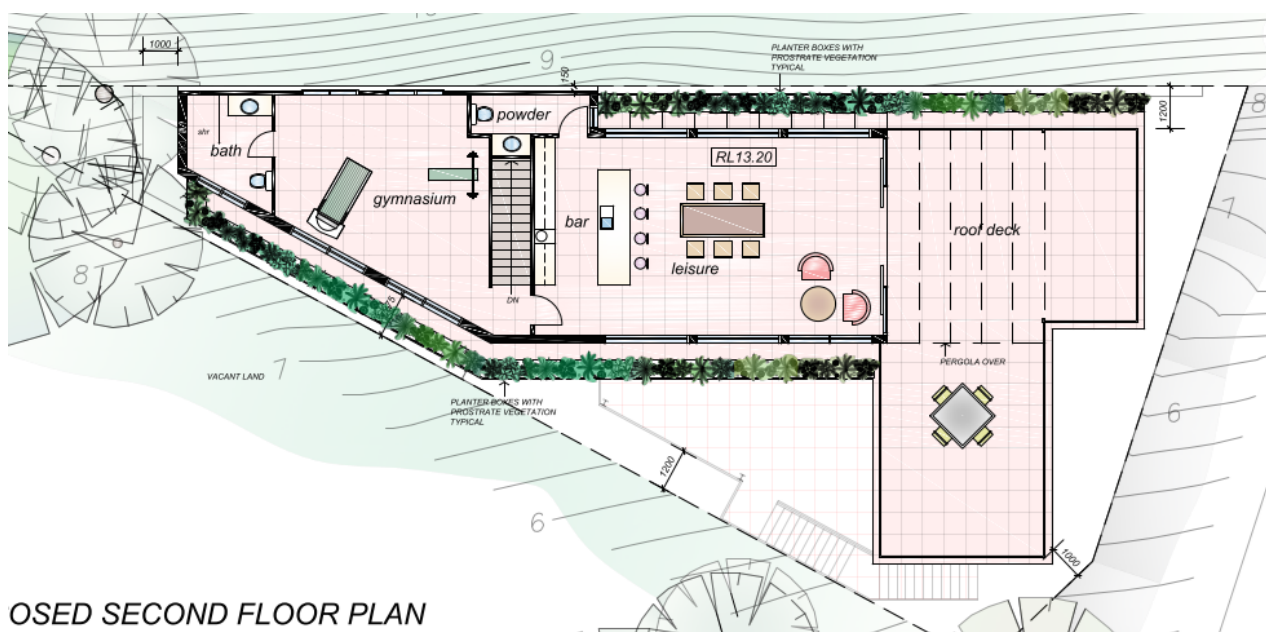 1000
9
150
PLANTER BOXES WITH
PROSTRATE VEGETATION
TYPICAL
8
1200
shr
bath
powder
RL13.20
gymnasium
bar
leisure
roof deck
7
8
DN
75
7
VACANT LAND
PLANTER BOXES WITH
PROSTRATE VEGETATION
TYPICAL
PERGOLA OVER
6
1200
6
1000
OSED SECOND FLOOR PLAN